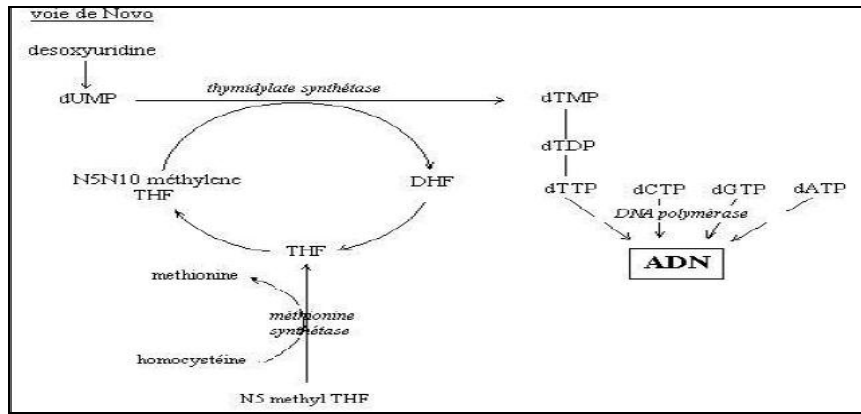 voie de Novo
desoxyuridine
dUMP
thymidylate synthétase
dTMP
dTDP
N5N10 méthylene
THF
DHF
dTTP
dCTP
dGTP
dATP
DNA polymèrase
THF
ADN
methionine
méthionine
synthétase
homocystéine
N5 methyl THF